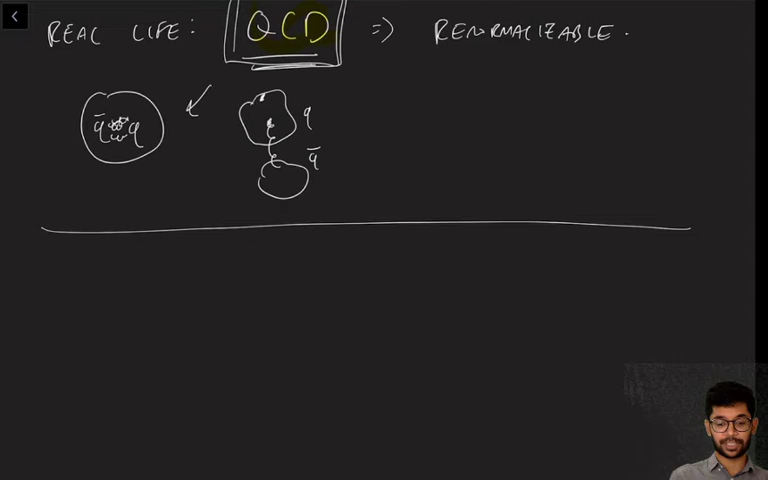 REAL LIFE: QCD => RENORMALIZABLE.
q̄ q
q
q̄